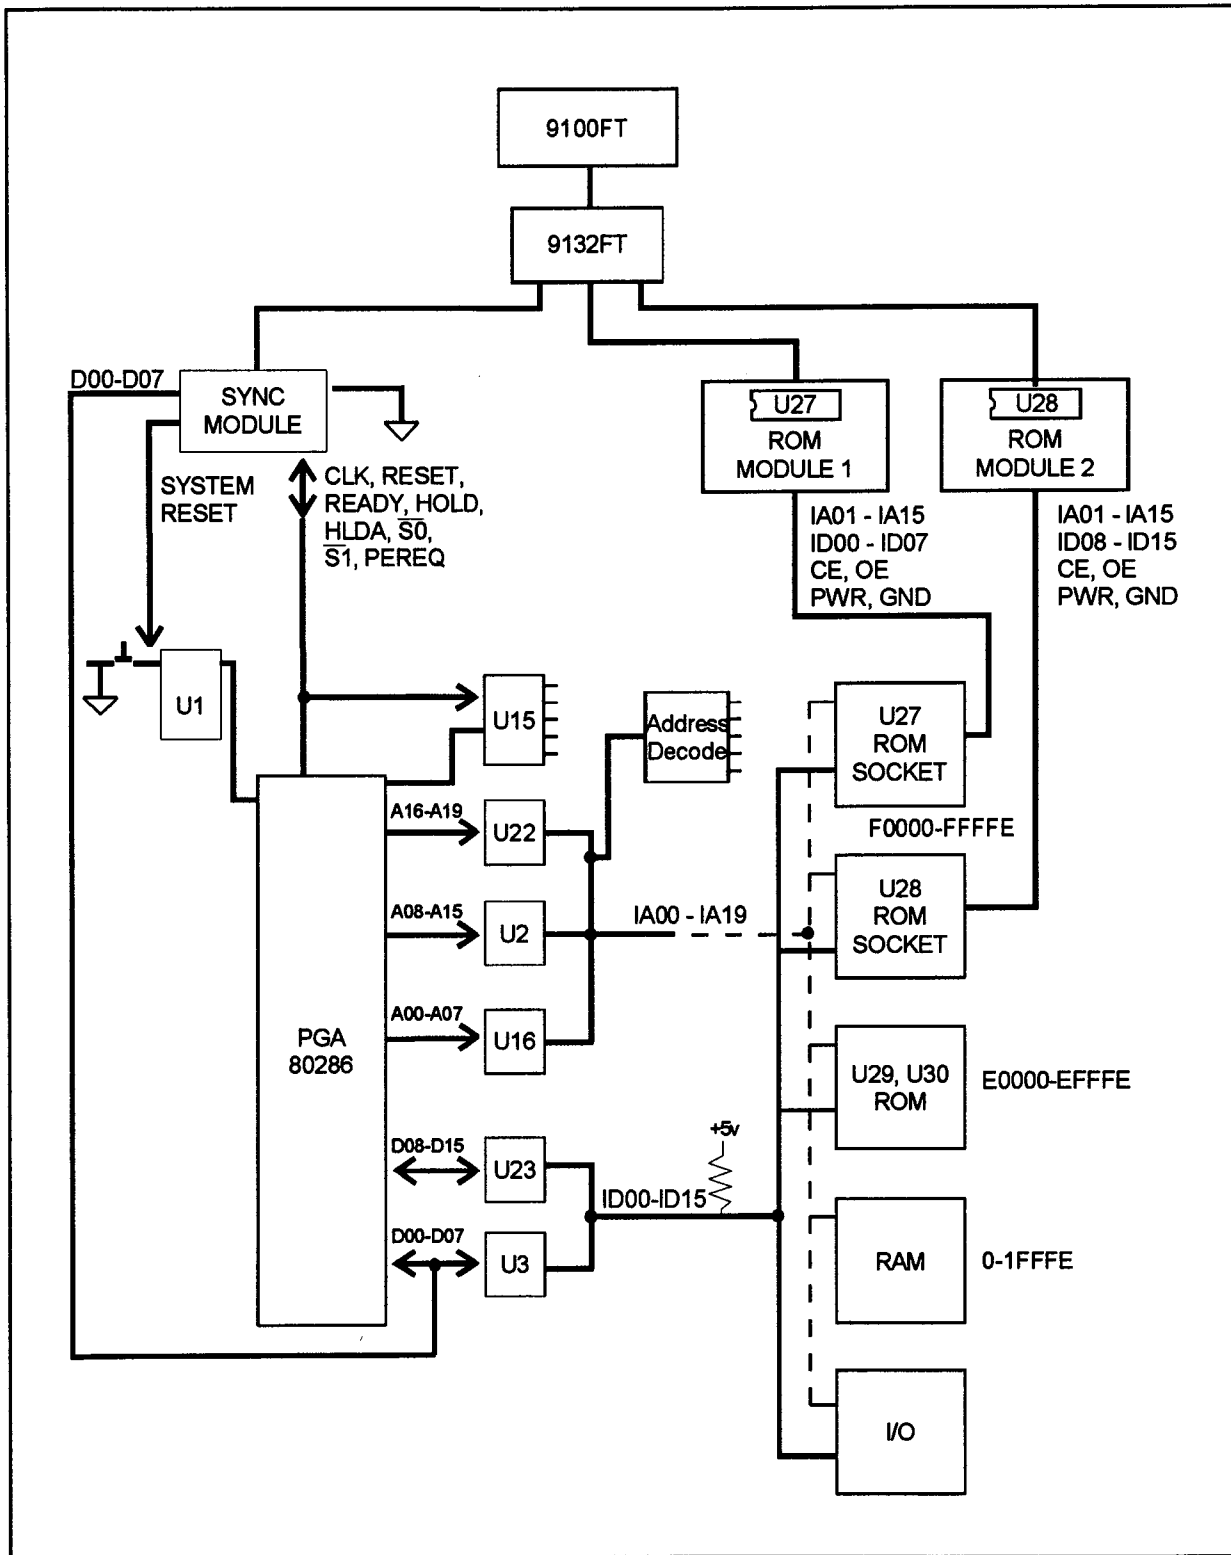 9100FT
9132FT
D00-D07
SYNC
MODULE
U27
ROM
MODULE 1
U28
ROM
MODULE 2
SYSTEM
RESET
CLK, RESET,
READY, HOLD,
HLDA, S̅0̅,
S̅1̅, PEREQ
IA01 - IA15
ID00 - ID07
CE, OE
PWR, GND
IA01 - IA15
ID08 - ID15
CE, OE
PWR, GND
U1
U15
Address
Decode
U27
ROM
SOCKET
F0000-FFFFE
A16-A19
U22
A08-A15
U2
IA00 - IA19
U28
ROM
SOCKET
A00-A07
U16
PGA
80286
U29, U30
ROM
E0000-EFFFE
+5v
D08-D15
U23
ID00-ID15
D00-D07
U3
RAM
0-1FFFE
I/O